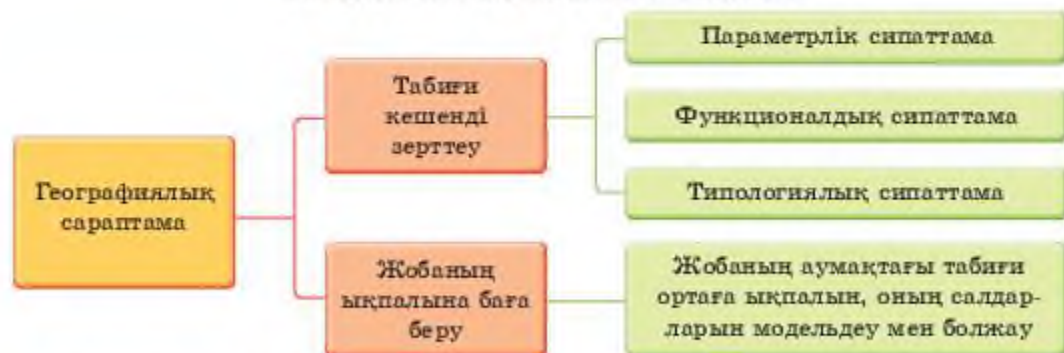 Географиялық
сараптама
Табиғи
кешенді
зерттеу
Параметрлік сипаттама
Функционалдық сипаттама
Типологиялық сипаттама
Жобаның
ықпалына баға
беру
Жобаның аумақтағы табиғи
ортаға ықпалын, оның салдар-
ларын модельдеу мен болжау